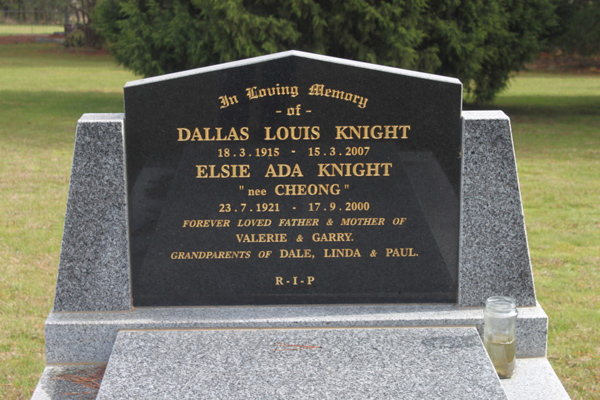 In Loving Memory
- of -
DALLAS LOUIS KNIGHT
18.3.1915 - 15.3.2007
ELSIE ADA KNIGHT
"nee CHEONG"
23.7.1921 - 17.9.2000
FOREVER LOVED FATHER & MOTHER OF
VALERIE & GARRY.
GRANDPARENTS OF DALE, LINDA & PAUL.
R-I-P